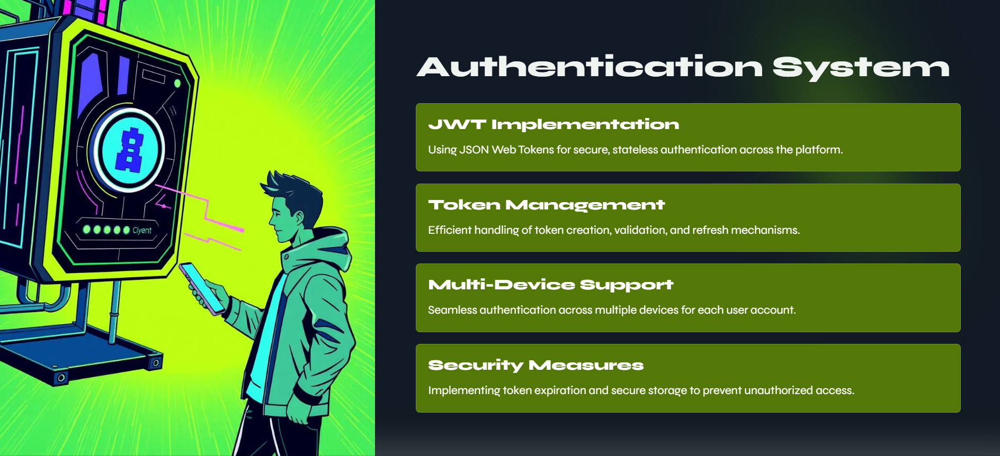 Clyent
Authentication System
JWT Implementation
Using JSON Web Tokens for secure, stateless authentication across the platform.
Token Management
Efficient handling of token creation, validation, and refresh mechanisms.
Multi-Device Support
Seamless authentication across multiple devices for each user account.
Security Measures
Implementing token expiration and secure storage to prevent unauthorized access.